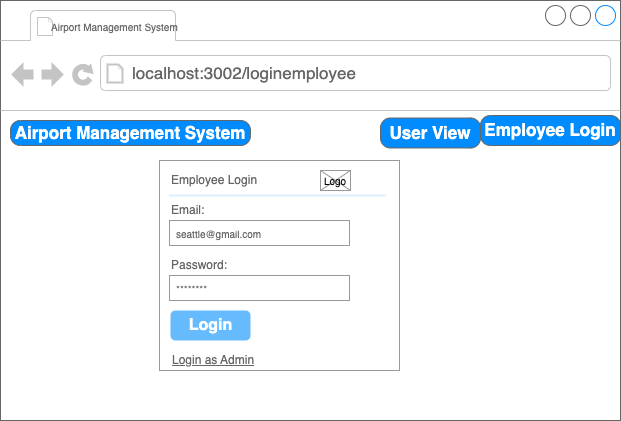 Airport Management System
localhost:3002/loginemployee
Airport Management System
User View
Employee Login
Employee Login
Logo
Email:
seattle@gmail.com
Password:
********
Login
Login as Admin